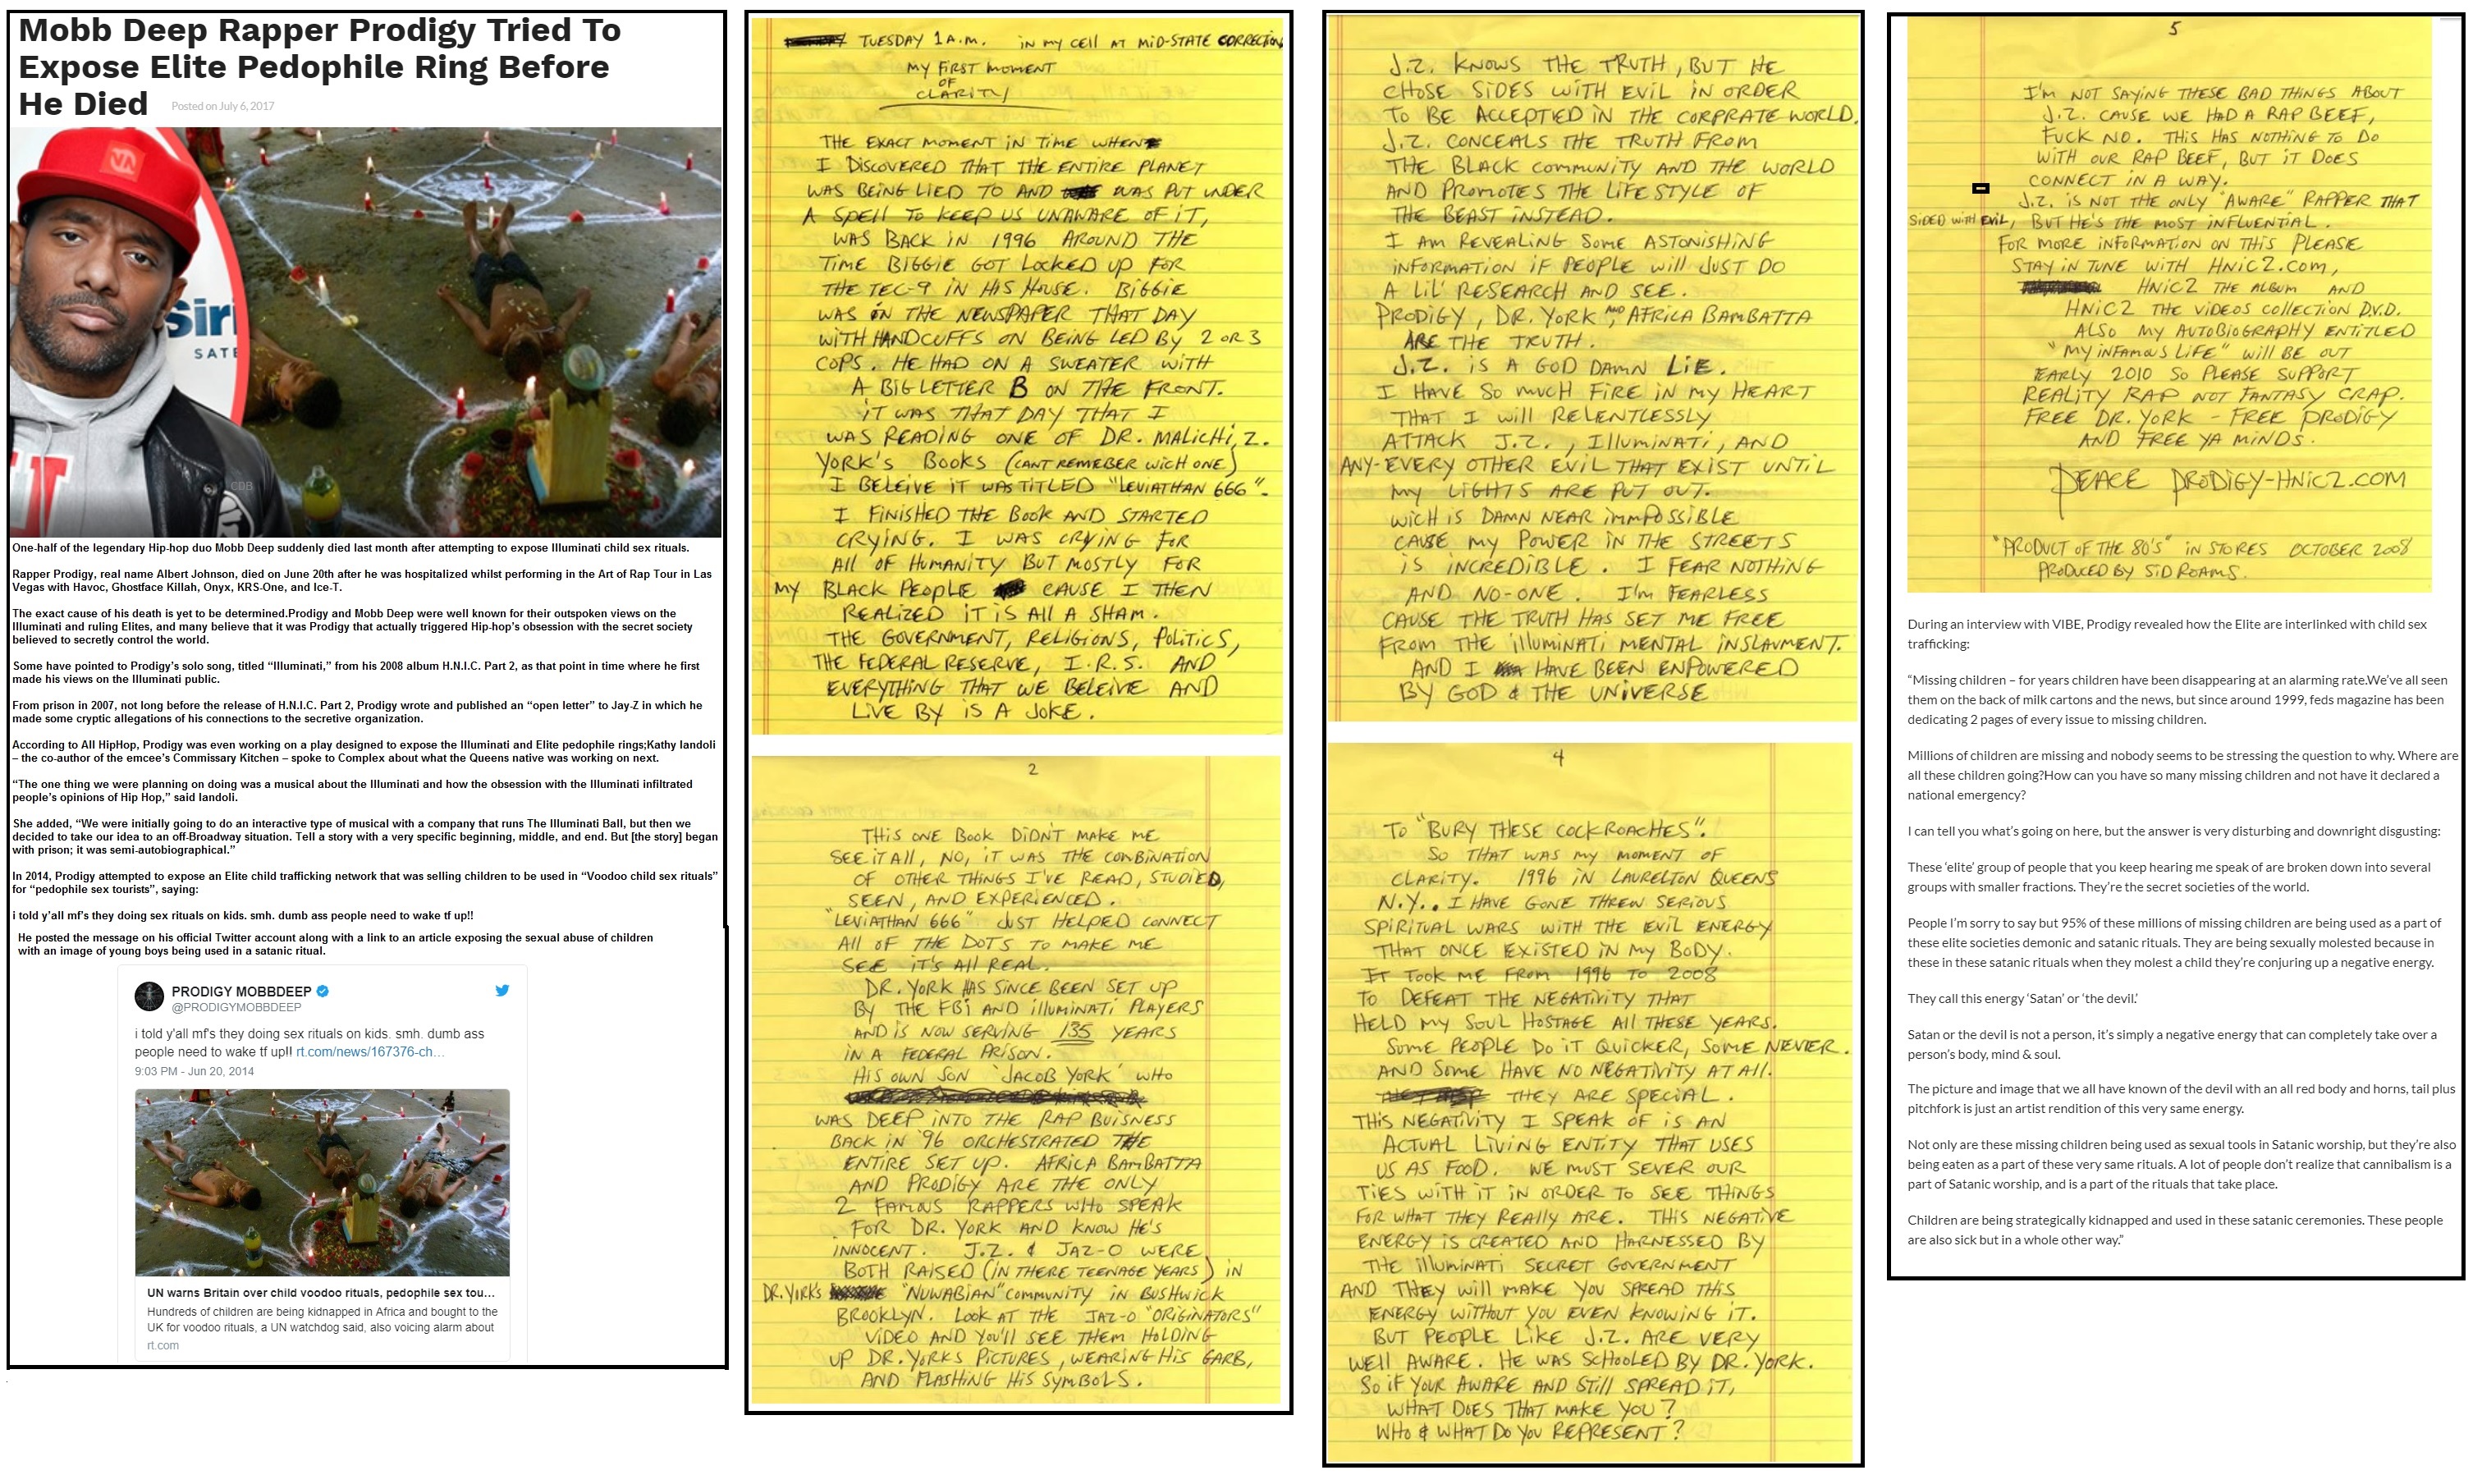 Mobb Deep Rapper Prodigy Tried To
Expose Elite Pedophile Ring Before
He Died Posted on July 6, 2017
Siri
SATE
CDB
One-half of the legendary Hip-hop duo Mobb Deep suddenly died last month after attempting to expose Illuminati child sex rituals.
Rapper Prodigy, real name Albert Johnson, died on June 20th after he was hospitalized whilst performing in the Art of Rap Tour in Las
Vegas with Havoc, Ghostface Killah, Onyx, KRS-One, and Ice-T.
The exact cause of his death is yet to be determined.Prodigy and Mobb Deep were well known for their outspoken views on the
Illuminati and ruling Elites, and many believe that it was Prodigy that actually triggered Hip-hop's obsession with the secret society
believed to secretly control the world.
Some have pointed to Prodigy's solo song, titled “Illuminati,” from his 2008 album H.N.I.C. Part 2, as that point in time where he first
made his views on the Illuminati public.
From prison in 2007, not long before the release of H.N.I.C. Part 2, Prodigy wrote and published an “open letter” to Jay-Z in which he
made some cryptic allegations of his connections to the secretive organization.
According to All HipHop, Prodigy was even working on a play designed to expose the Illuminati and Elite pedophile rings;Kathy Iandoli
– the co-author of the emcee's Commissary Kitchen – spoke to Complex about what the Queens native was working on next.
“The one thing we were planning on doing was a musical about the Illuminati and how the obsession with the Illuminati infiltrated
people's opinions of Hip Hop,” said Iandoli.
She added, “We were initially going to do an interactive type of musical with a company that runs The Illuminati Ball, but then we
decided to take our idea to an off-Broadway situation. Tell a story with a very specific beginning, middle, and end. But [the story] began
with prison; it was semi-autobiographical.”
In 2014, Prodigy attempted to expose an Elite child trafficking network that was selling children to be used in “Voodoo child sex rituals”
for “pedophile sex tourists”, saying:
i told y'all mf's they doing sex rituals on kids. smh. dumb ass people need to wake tf up!!
He posted the message on his official Twitter account along with a link to an article exposing the sexual abuse of children
with an image of young boys being used in a satanic ritual.
PRODIGY MOBBDEEP
@PRODIGYMOBBDEEP
i told y'all mf's they doing sex rituals on kids. smh. dumb ass
people need to wake tf up!! rt.com/news/167376-ch…
9:03 PM - Jun 20, 2014
UN warns Britain over child voodoo rituals, pedophile sex tou…
Hundreds of children are being kidnapped in Africa and bought to the
UK for voodoo rituals, a UN watchdog said, also voicing alarm about
rt.com
TUESDAY 1A.M. IN MY CELL AT MID-STATE CORRECTION
MY FIRST MOMENT
OF
CLARITY
THE EXACT MOMENT IN TIME WHEN
I DISCOVERED THAT THE ENTIRE PLANET
WAS BEING LIED TO AND WAS PUT UNDER
A SPELL TO KEEP US UNAWARE OF IT,
WAS BACK IN 1996 AROUND THE
TIME BIGGIE GOT LOCKED UP FOR
THE TEC-9 IN HIS HOUSE. BIGGIE
WAS ON THE NEWSPAPER THAT DAY
WITH HANDCUFFS ON BEING LED BY 2 OR 3
COPS. HE HAD ON A SWEATER WITH
A BIG LETTER B ON THE FRONT.
IT WAS THAT DAY THAT I
WAS READING ONE OF DR. MALICHI, Z.
YORK'S BOOKS (CANT REMEBER WICH ONE)
I BELEIVE IT WAS TITLED "LEVIATHAN 666".
I FINISHED THE BOOK AND STARTED
CRYING. I WAS CRYING FOR
ALL OF HUMANITY BUT MOSTLY FOR
MY BLACK PEOPLE CAUSE I THEN
REALIZED IT IS ALL A SHAM.
THE GOVERNMENT, RELIGIONS, POLITICS,
THE FEDERAL RESERVE, I.R.S. AND
EVERYTHING THAT WE BELEIVE AND
LIVE BY IS A JOKE.
2
THIS ONE BOOK DIDN'T MAKE ME
SEE IT ALL, NO, IT WAS THE CONBINATION
OF OTHER THINGS I'VE READ, STUDIED,
SEEN, AND EXPERIENCED.
"LEVIATHAN 666" JUST HELPED CONNECT
ALL OF THE DOTS TO MAKE ME
SEE IT'S ALL REAL.
DR. YORK HAS SINCE BEEN SET UP
BY THE FBI AND ILLUMINATI PLAYERS
AND IS NOW SERVING 135 YEARS
IN A FEDERAL PRISON.
HIS OWN SON 'JACOB YORK' WHO
WAS DEEP INTO THE RAP BUISNESS
BACK IN '96 ORCHESTRATED THE
ENTIRE SET UP. AFRICA BAMBATTA
AND PRODIGY ARE THE ONLY
2 FAMOUS RAPPERS WHO SPEAK
FOR DR. YORK AND KNOW HE'S
INNOCENT. J.Z. & JAZ-O WERE
BOTH RAISED (IN THERE TEENAGE YEARS) IN
DR. YORK'S "NUWABIAN" COMMUNITY IN BUSHWICK
BROOKLYN. LOOK AT THE JAZ-O "ORIGINATORS"
VIDEO AND YOU'LL SEE THEM HOLDING
UP DR. YORKS PICTURES, WEARING HIS GARB,
AND FLASHING HIS SYMBOLS.
J.Z. KNOWS THE TRUTH, BUT HE
CHOSE SIDES WITH EVIL IN ORDER
TO BE ACCEPTED IN THE CORPRATE WORLD.
J.Z. CONCEALS THE TRUTH FROM
THE BLACK COMMUNITY AND THE WORLD
AND PROMOTES THE LIFESTYLE OF
THE BEAST INSTEAD.
I AM REVEALING SOME ASTONISHING
INFORMATION IF PEOPLE WILL JUST DO
A LIL' RESEARCH AND SEE.
PRODIGY, DR. YORK, AND AFRICA BAMBATTA
ARE THE TRUTH.
J.Z. IS A GOD DAMN LIE.
I HAVE SO MUCH FIRE IN MY HEART
THAT I WILL RELENTLESSLY
ATTACK J.Z., ILLUMINATI, AND
ANY-EVERY OTHER EVIL THAT EXIST UNTIL
MY LIGHTS ARE PUT OUT.
WICH IS DAMN NEAR IMMPOSSIBLE
CAUSE MY POWER IN THE STREETS
IS INCREDIBLE. I FEAR NOTHING
AND NO-ONE. I'M FEARLESS
CAUSE THE TRUTH HAS SET ME FREE
FROM THE ILLUMINATI MENTAL INSLAVMENT.
AND I HAVE BEEN ENPOWERED
BY GOD & THE UNIVERSE
4
TO "BURY THESE COCKROACHES".
SO THAT WAS MY MOMENT OF
CLARITY. 1996 IN LAURELTON QUEENS
N.Y.. I HAVE GONE THREW SERIOUS
SPIRITUAL WARS WITH THE EVIL ENERGY
THAT ONCE EXISTED IN MY BODY.
IT TOOK ME FROM 1996 TO 2008
TO DEFEAT THE NEGATIVITY THAT
HELD MY SOUL HOSTAGE ALL THESE YEARS.
SOME PEOPLE DO IT QUICKER, SOME NEVER.
AND SOME HAVE NO NEGATIVITY AT ALL.
THEY ARE SPECIAL.
THIS NEGATIVITY I SPEAK OF IS AN
ACTUAL LIVING ENTITY THAT USES
US AS FOOD. WE MUST SEVER OUR
TIES WITH IT IN ORDER TO SEE THINGS
FOR WHAT THEY REALLY ARE. THIS NEGATIVE
ENERGY IS CREATED AND HARNESSED BY
THE ILLUMINATI SECRET GOVERNMENT
AND THEY WILL MAKE YOU SPREAD THIS
ENERGY WITHOUT YOU EVEN KNOWING IT.
BUT PEOPLE LIKE J.Z. ARE VERY
WELL AWARE. HE WAS SCHOOLED BY DR. YORK.
SO IF YOUR AWARE AND STILL SPREAD IT,
WHAT DOES THAT MAKE YOU?
WHO & WHAT DO YOU REPRESENT?
5
I'M NOT SAYING THESE BAD THINGS ABOUT
J.Z. CAUSE WE HAD A RAP BEEF,
FUCK NO. THIS HAS NOTHING TO DO
WITH OUR RAP BEEF, BUT IT DOES
CONNECT IN A WAY.
J.Z. IS NOT THE ONLY "AWARE" RAPPER THAT
SIDED WITH EVIL, BUT HE'S THE MOST INFLUENTIAL.
FOR MORE INFORMATION ON THIS PLEASE
STAY IN TUNE WITH HNIC2.COM,
HNIC2 THE ALBUM AND
HNIC2 THE VIDEOS COLLECTION D.V.D.
ALSO MY AUTOBIOGRAPHY ENTITLED
"MY INFAMOUS LIFE" WILL BE OUT
EARLY 2010 SO PLEASE SUPPORT
REALITY RAP NOT FANTASY CRAP.
FREE DR. YORK - FREE PRODIGY
AND FREE YA MINDS.
PEACE PRODIGY-HNIC2.COM
"PRODUCT OF THE 80'S" IN STORES OCTOBER 2008
PRODUCED BY SID ROAMS.
During an interview with VIBE, Prodigy revealed how the Elite are interlinked with child sex
trafficking:
“Missing children – for years children have been disappearing at an alarming rate.We've all seen
them on the back of milk cartons and the news, but since around 1999, feds magazine has been
dedicating 2 pages of every issue to missing children.
Millions of children are missing and nobody seems to be stressing the question to why. Where are
all these children going?How can you have so many missing children and not have it declared a
national emergency?
I can tell you what's going on here, but the answer is very disturbing and downright disgusting:
These ‘elite’ group of people that you keep hearing me speak of are broken down into several
groups with smaller fractions. They're the secret societies of the world.
People I'm sorry to say but 95% of these millions of missing children are being used as a part of
these elite societies demonic and satanic rituals. They are being sexually molested because in
these in these satanic rituals when they molest a child they're conjuring up a negative energy.
They call this energy ‘Satan’ or ‘the devil.’
Satan or the devil is not a person, it's simply a negative energy that can completely take over a
person's body, mind & soul.
The picture and image that we all have known of the devil with an all red body and horns, tail plus
pitchfork is just an artist rendition of this very same energy.
Not only are these missing children being used as sexual tools in Satanic worship, but they're also
being eaten as a part of these very same rituals. A lot of people don't realize that cannibalism is a
part of Satanic worship, and is a part of the rituals that take place.
Children are being strategically kidnapped and used in these satanic ceremonies. These people
are also sick but in a whole other way.”